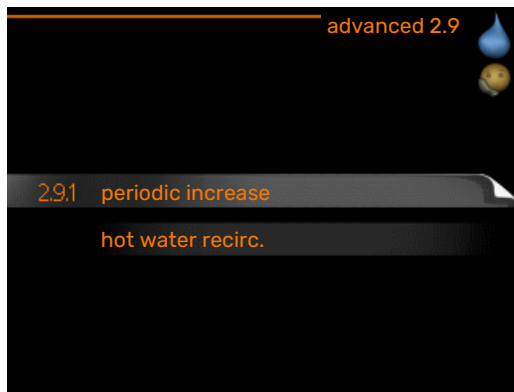 advanced 2.9
2.9.1 periodic increase
hot water recirc.